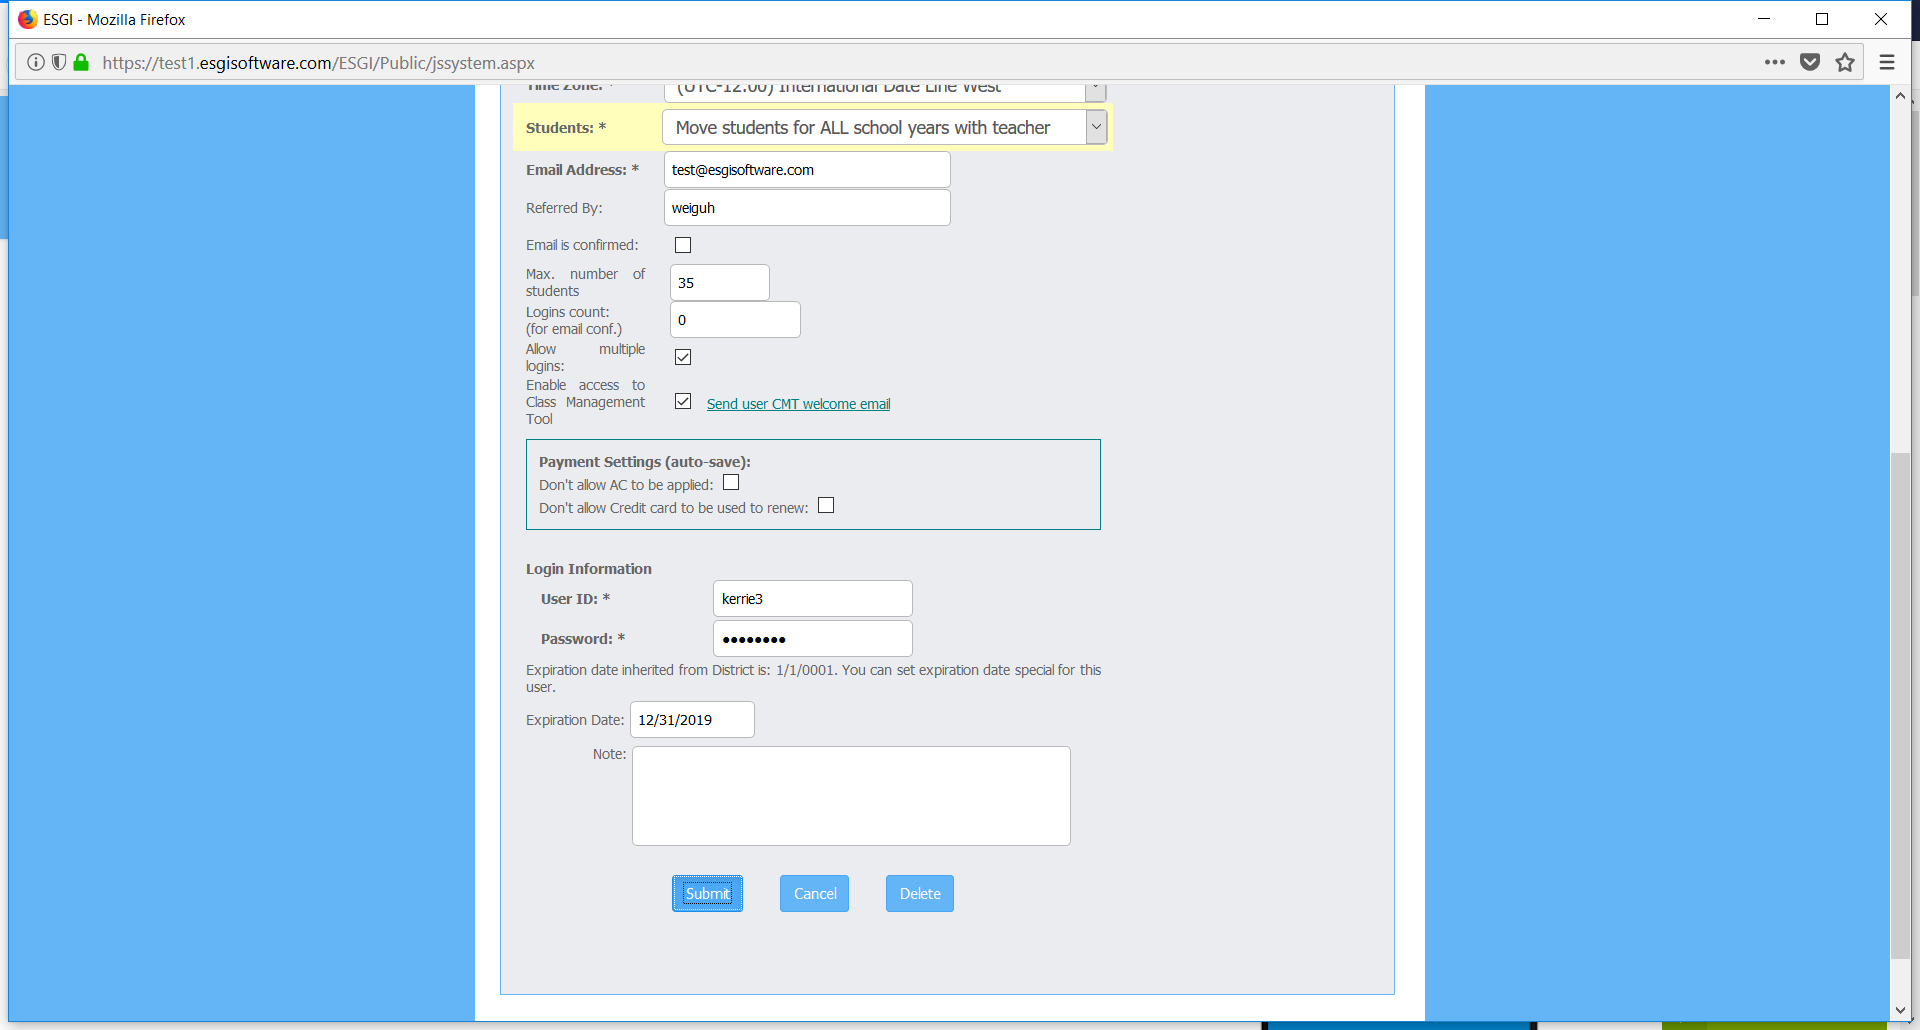 ESGI - Mozilla Firefox
https://test1.esgisoftware.com/ESGI/Public/jssystem.aspx
Time Zone: * (UTC-12:00) International Date Line West
Students: * Move students for ALL school years with teacher
Email Address: * test@esgisoftware.com
Referred By: weiguh
Email is confirmed:
Max. number of
students
35
Logins count:
(for email conf.)
0
Allow multiple
logins:
Enable access to
Class Management
Tool
Send user CMT welcome email
Payment Settings (auto-save):
Don't allow AC to be applied:
Don't allow Credit card to be used to renew:
Login Information
User ID: * kerrie3
Password: * ●●●●●●●●
Expiration date inherited from District is: 1/1/0001. You can set expiration date special for this
user.
Expiration Date: 12/31/2019
Note:
Submit Cancel Delete